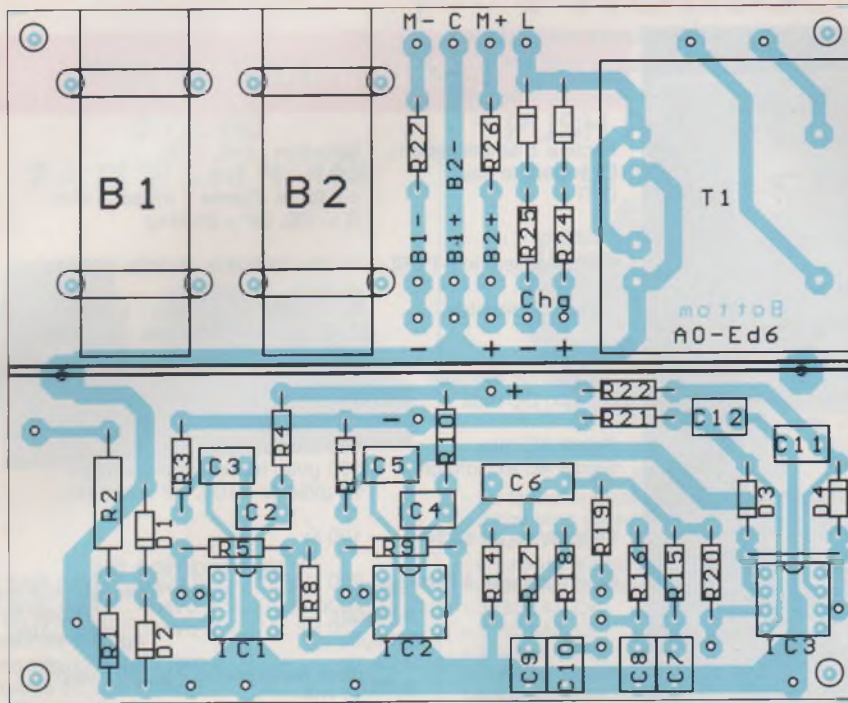 M- C M+ L
B1
B2
R27
B2-
R26
B1-
B1+
B2+
R25
R24
T1
Chg
- + - +
Bottom
A0-Ed6
+
-
R22
R21
C12
C11
R2
R3
C3
R4
R11
C5
R10
C2
C4
C6
D1
R5
R9
R19
D3
D4
R8
R14
R17
R18
R16
R15
R20
R1
D2
IC1
IC2
IC3
C9
C10
C8
C7